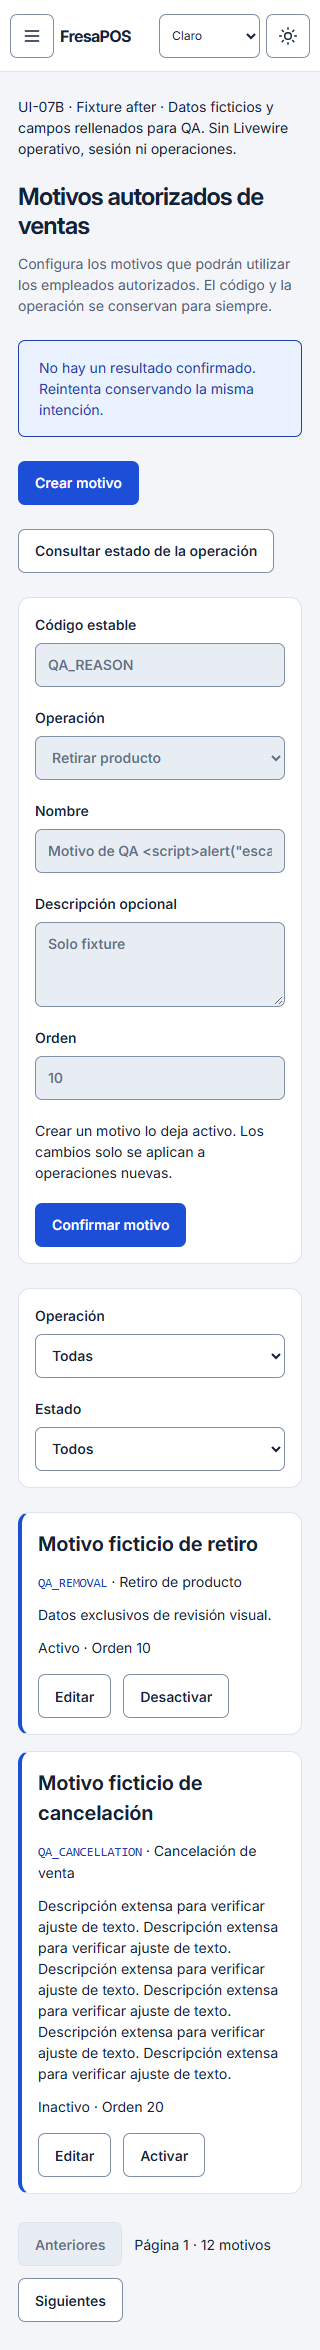 FresaPOS
Claro
UI-07B · Fixture after · Datos ficticios y
campos rellenados para QA. Sin Livewire
operativo, sesión ni operaciones.
Motivos autorizados de
ventas
Configura los motivos que podrán utilizar
los empleados autorizados. El código y la
operación se conservan para siempre.
No hay un resultado confirmado.
Reintenta conservando la misma
intención.
Crear motivo
Consultar estado de la operación
Código estable
QA_REASON
Operación
Retirar producto
Nombre
Motivo de QA <script>alert("esca
Descripción opcional
Solo fixture
Orden
10
Crear un motivo lo deja activo. Los
cambios solo se aplican a
operaciones nuevas.
Confirmar motivo
Operación
Todas
Estado
Todos
Motivo ficticio de retiro
QA_REMOVAL · Retiro de producto
Datos exclusivos de revisión visual.
Activo · Orden 10
Editar
Desactivar
Motivo ficticio de
cancelación
QA_CANCELLATION · Cancelación de
venta
Descripción extensa para verificar
ajuste de texto. Descripción extensa
para verificar ajuste de texto.
Descripción extensa para verificar
ajuste de texto. Descripción extensa
para verificar ajuste de texto.
Descripción extensa para verificar
ajuste de texto. Descripción extensa
para verificar ajuste de texto.
Inactivo · Orden 20
Editar
Activar
Anteriores
Página 1 · 12 motivos
Siguientes